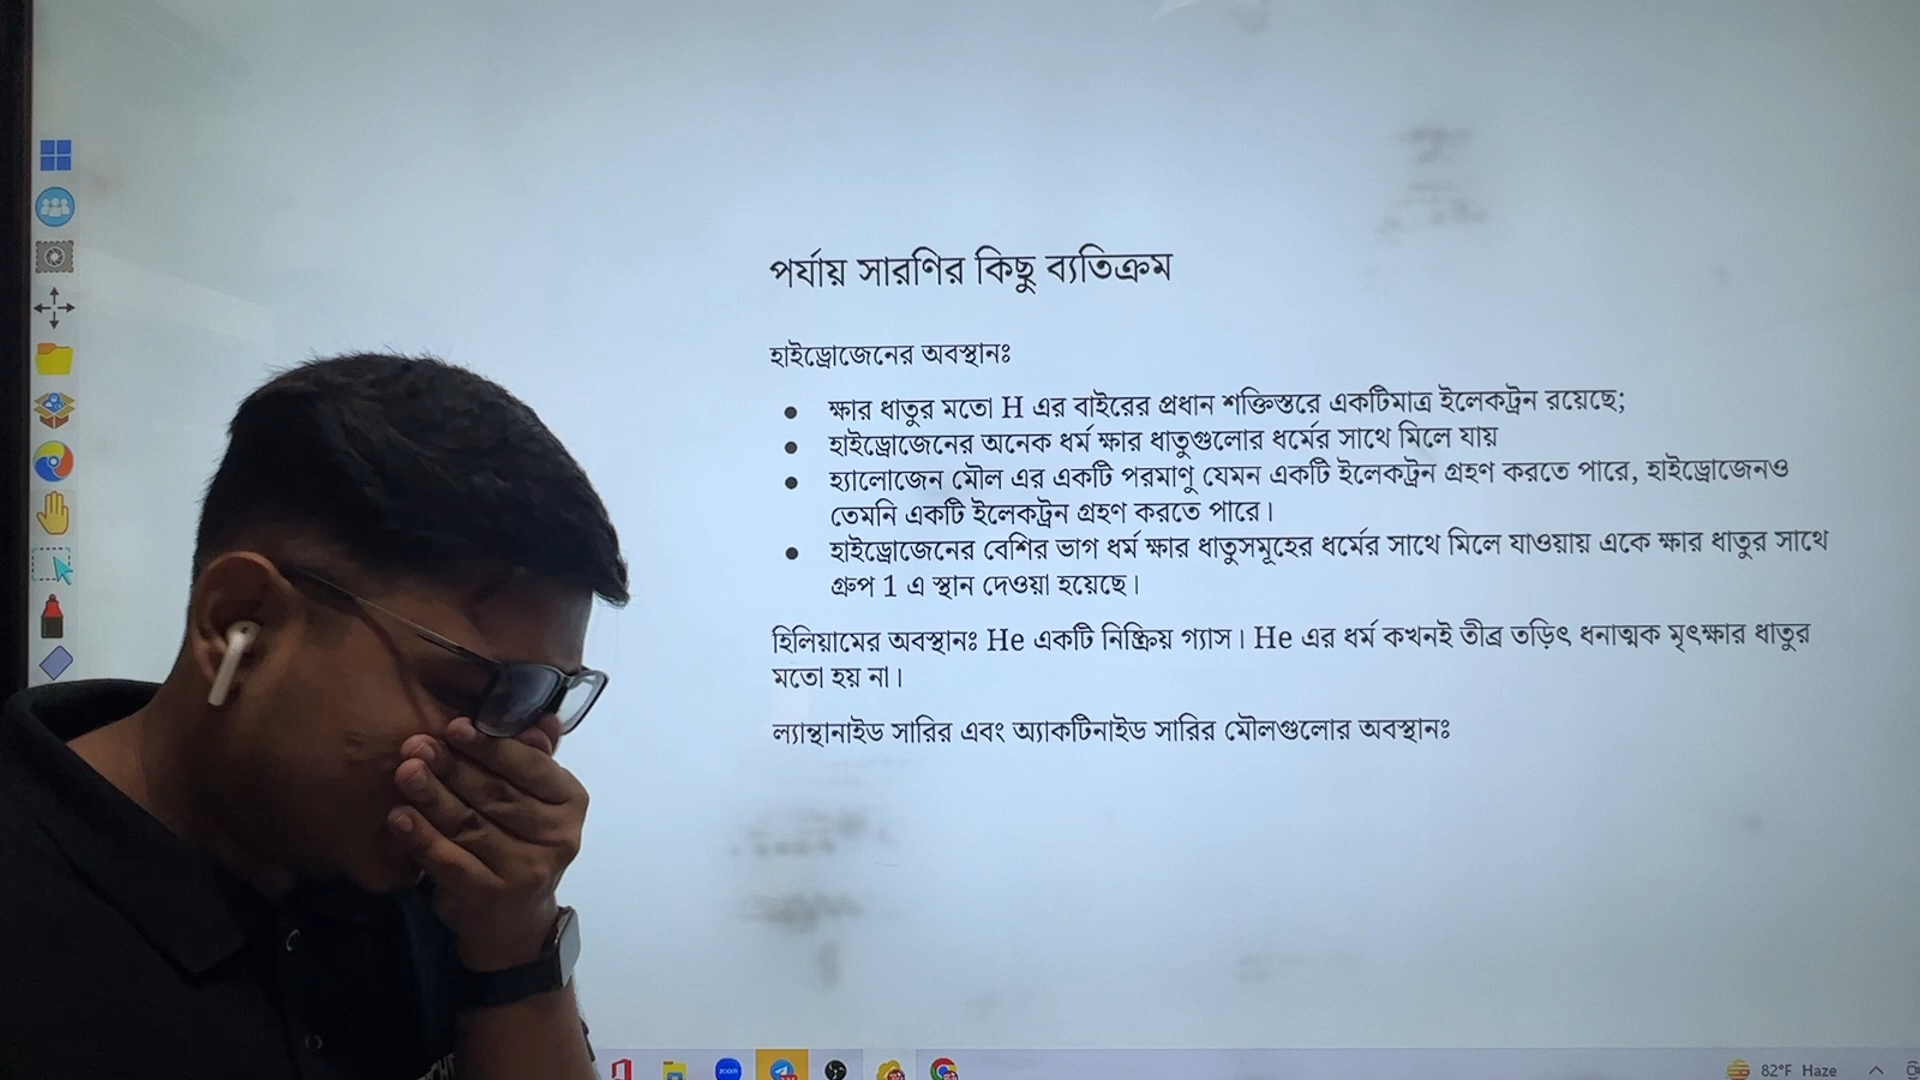 পর্যায় সারণির কিছু ব্যতিক্রম
হাইড্রোজেনের অবস্থানঃ
● ক্ষার ধাতুর মতো H এর বাইরের প্রধান শক্তিস্তরে একটিমাত্র ইলেকট্রন রয়েছে;
● হাইড্রোজেনের অনেক ধর্ম ক্ষার ধাতুগুলোর ধর্মের সাথে মিলে যায়
● হ্যালোজেন মৌল এর একটি পরমাণু যেমন একটি ইলেকট্রন গ্রহণ করতে পারে, হাইড্রোজেনও
তেমনি একটি ইলেকট্রন গ্রহণ করতে পারে।
● হাইড্রোজেনের বেশির ভাগ ধর্ম ক্ষার ধাতুসমূহের ধর্মের সাথে মিলে যাওয়ায় একে ক্ষার ধাতুর সাথে
গ্রুপ 1 এ স্থান দেওয়া হয়েছে।
হিলিয়ামের অবস্থানঃ He একটি নিষ্ক্রিয় গ্যাস। He এর ধর্ম কখনই তীব্র তড়িৎ ধনাত্মক মৃৎক্ষার ধাতুর
মতো হয় না।
ল্যান্থানাইড সারির এবং অ্যাকটিনাইড সারির মৌলগুলোর অবস্থানঃ
zoom
82°F Haze